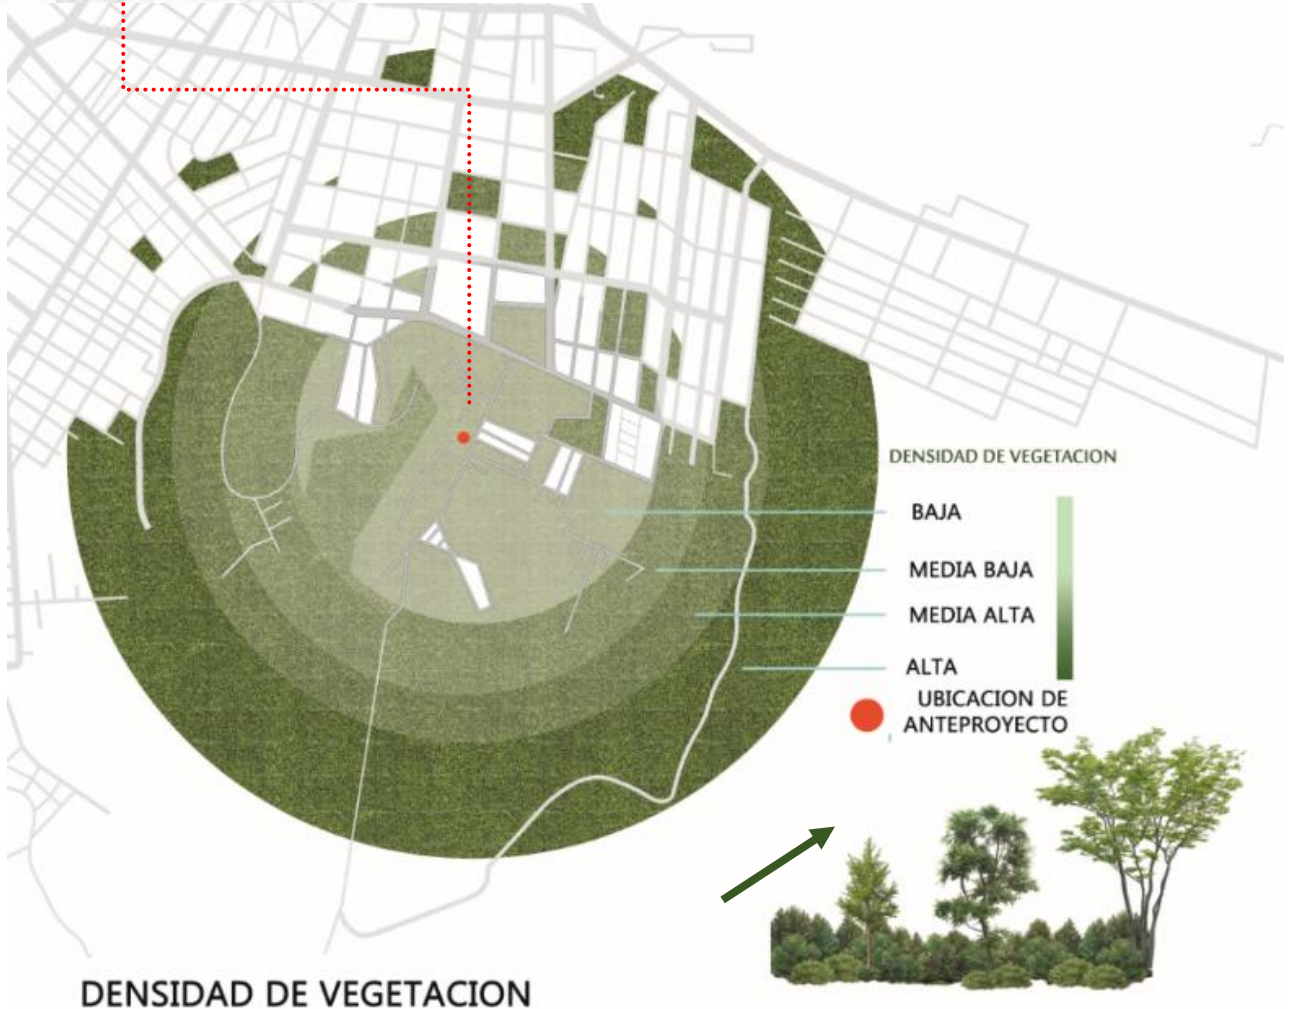 DENSIDAD DE VEGETACION
BAJA
MEDIA BAJA
MEDIA ALTA
ALTA
UBICACION DE
ANTEPROYECTO
DENSIDAD DE VEGETACION